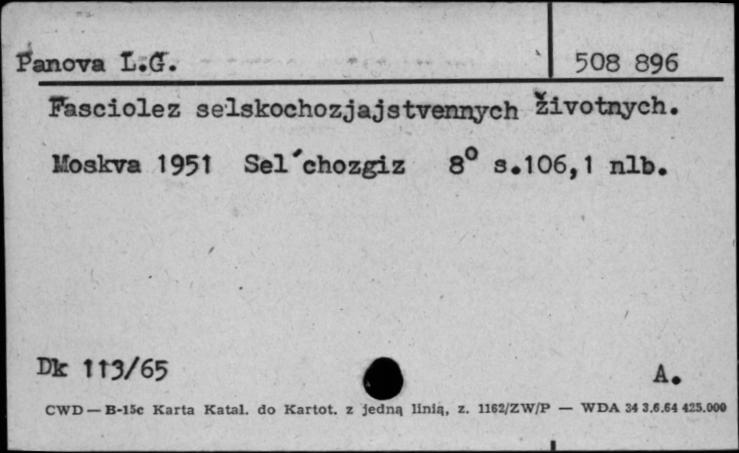 Panova L.G. 508 896
Fasciolez selskochozjajstvennych životnych.
Moskva 1951 Sel´chozgiz 8° s.106,1 nlb.
Dk 113/65 A.
CWD — B-15c Karta Katal. do Kartot. z jedną linią, z. 1162/ZW/P — WDA 34 3.6.64 425.000